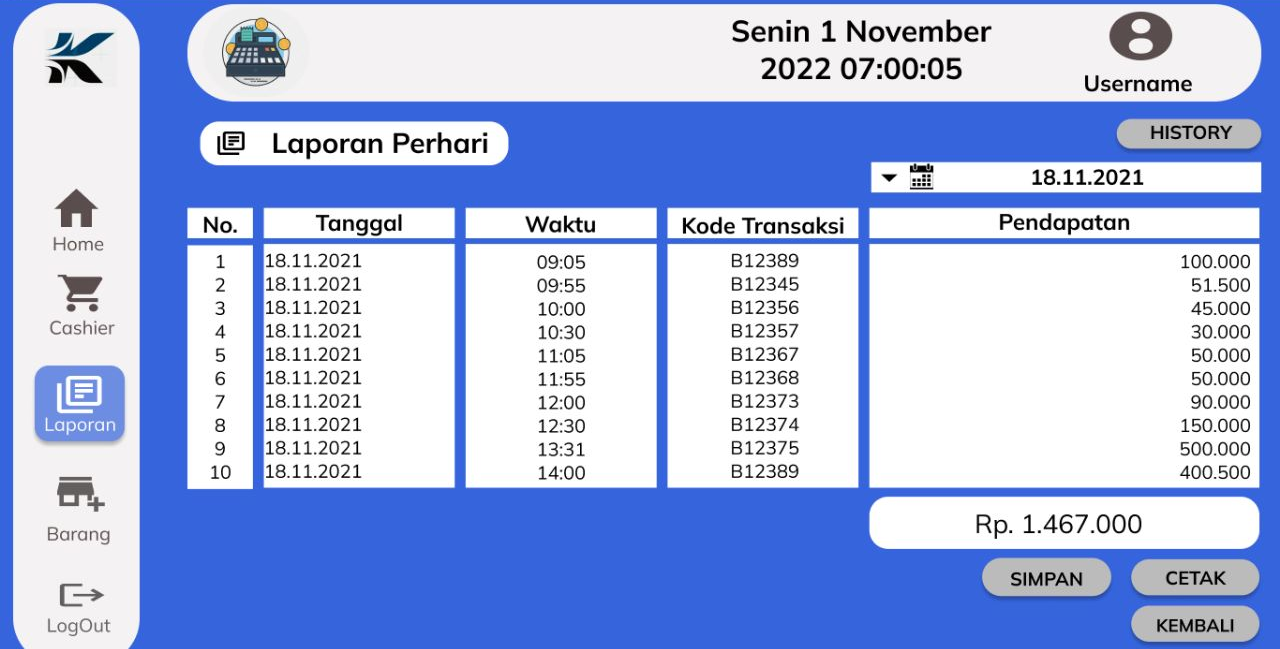 Senin 1 November
2022 07:00:05
Username
Laporan Perhari
HISTORY
18.11.2021
Home
Cashier
Laporan
Barang
LogOut
No. Tanggal Waktu Kode Transaksi Pendapatan
1 18.11.2021 09:05 B12389 100.000
2 18.11.2021 09:55 B12345 51.500
3 18.11.2021 10:00 B12356 45.000
4 18.11.2021 10:30 B12357 30.000
5 18.11.2021 11:05 B12367 50.000
6 18.11.2021 11:55 B12368 50.000
7 18.11.2021 12:00 B12373 90.000
8 18.11.2021 12:30 B12374 150.000
9 18.11.2021 13:31 B12375 500.000
10 18.11.2021 14:00 B12389 400.500
Rp. 1.467.000
SIMPAN
CETAK
KEMBALI